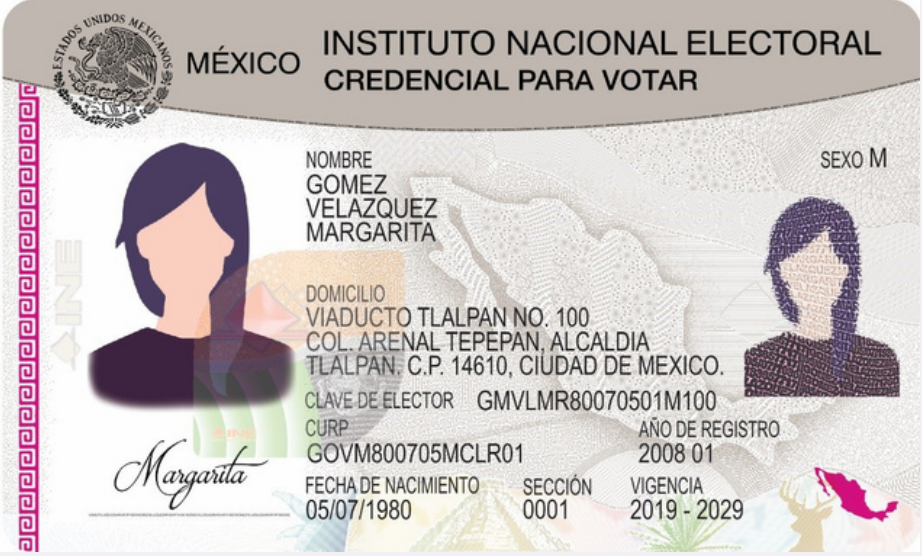 ESTADOS UNIDOS MEXICANOS
MÉXICO
INSTITUTO NACIONAL ELECTORAL
CREDENCIAL PARA VOTAR
NOMBRE
GOMEZ
VELAZQUEZ
MARGARITA
SEXO M
DOMICILIO
VIADUCTO TLALPAN NO. 100
COL. ARENAL TEPEPAN, ALCALDIA
TLALPAN, C.P. 14610, CIUDAD DE MEXICO.
CLAVE DE ELECTOR GMVLMR80070501M100
CURP
GOVM800705MCLR01
AÑO DE REGISTRO
2008 01
FECHA DE NACIMIENTO
05/07/1980
SECCIÓN
0001
VIGENCIA
2019 - 2029
INE
Margarita